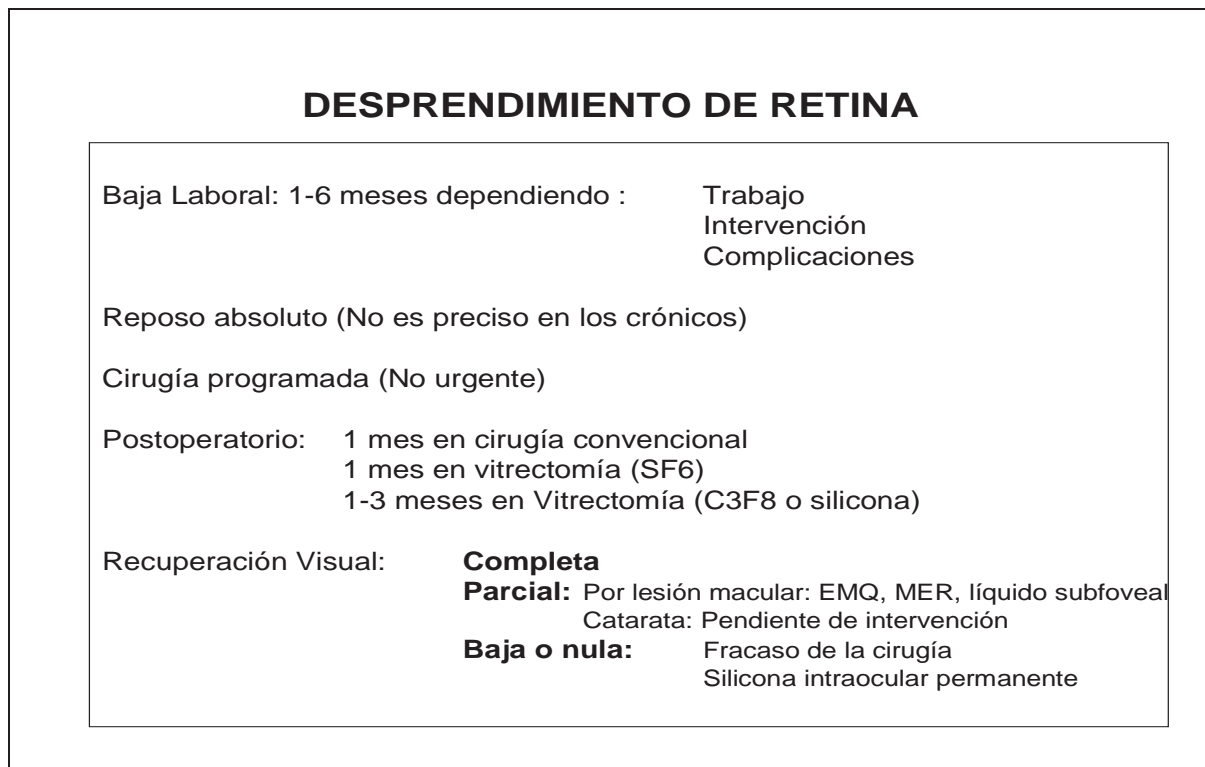 DESPRENDIMIENTO DE RETINA
Baja Laboral: 1-6 meses dependiendo : Trabajo
Intervención
Complicaciones
Reposo absoluto (No es preciso en los crónicos)
Cirugía programada (No urgente)
Postoperatorio: 1 mes en cirugía convencional
1 mes en vitrectomía (SF6)
1-3 meses en Vitrectomía (C3F8 o silicona)
Recuperación Visual: Completa
Parcial: Por lesión macular: EMQ, MER, líquido subfoveal
Catarata: Pendiente de intervención
Baja o nula: Fracaso de la cirugía
Silicona intraocular permanente